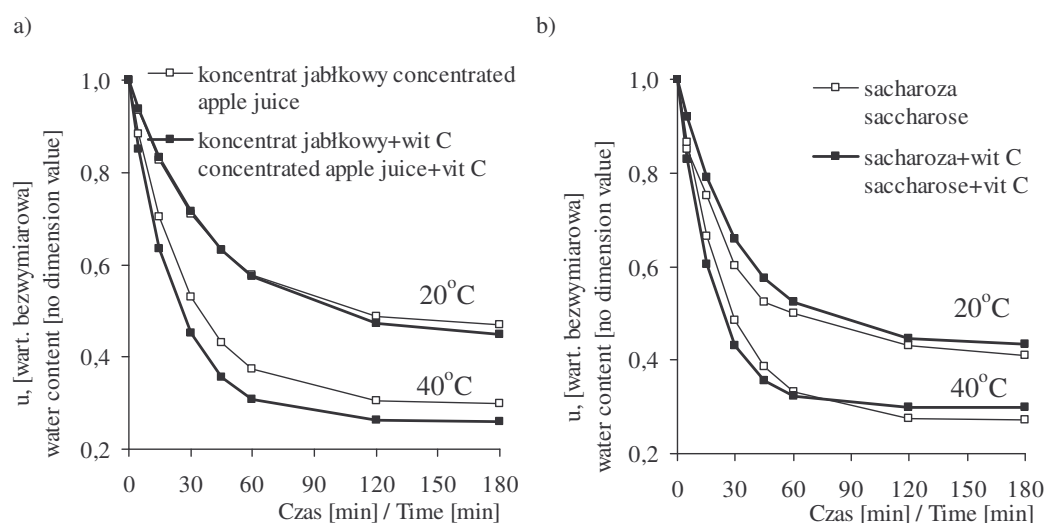 a)
koncentrat jabłkowy concentrated
apple juice
koncentrat jabłkowy+wit C
concentrated apple juice+vit C
u, [wart. bezwymiarowa]
water content [no dimension value]
1,0
0,8
0,6
0,4
0,2
20°C
40°C
0 30 60 90 120 150 180
Czas [min] / Time [min]
b)
sacharoza
saccharose
sacharoza+wit C
saccharose+vit C
u, [wart. bezwymiarowa]
water content [no dimension value]
1,0
0,8
0,6
0,4
0,2
20°C
40°C
0 30 60 90 120 150 180
Czas [min] / Time [min]